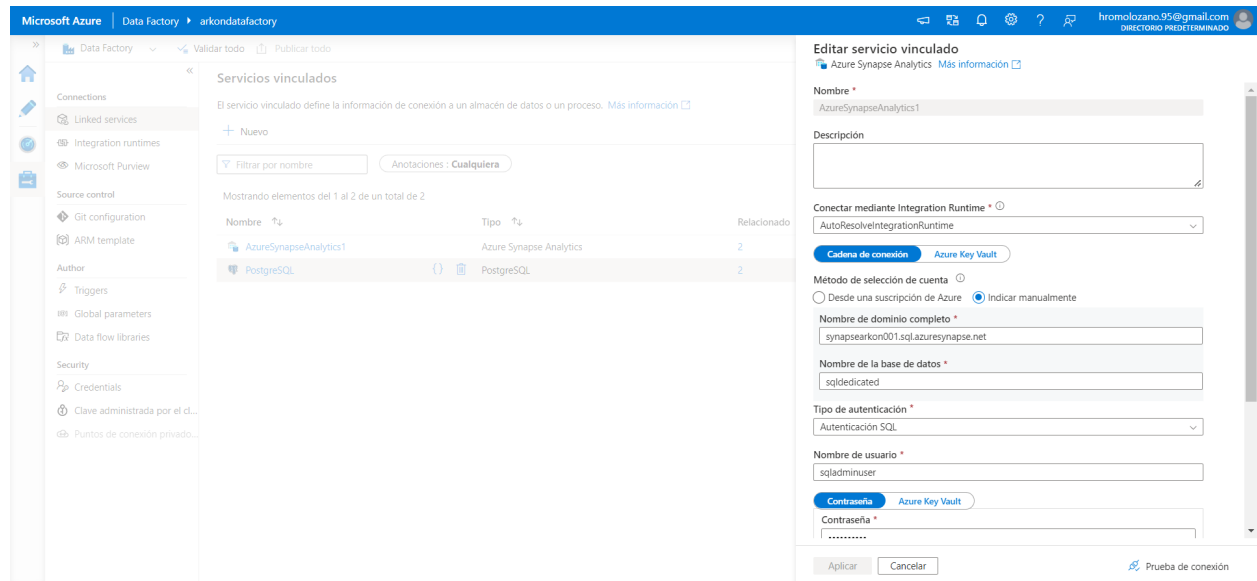 Microsoft Azure | Data Factory ▸ arkondatafactory
hromolozano.95@gmail.com
DIRECTORIO PREDETERMINADO
Data Factory
Validar todo
Publicar todo
Connections
Linked services
Integration runtimes
Microsoft Purview
Source control
Git configuration
ARM template
Author
Triggers
Global parameters
Data flow libraries
Security
Credentials
Clave administrada por el cl...
Puntos de conexión privado...
Servicios vinculados
El servicio vinculado define la información de conexión a un almacén de datos o un proceso. Más información
+ Nuevo
Filtrar por nombre
Anotaciones : Cualquiera
Mostrando elementos del 1 al 2 de un total de 2
Nombre ↑↓ Tipo ↑↓ Relacionado
AzureSynapseAnalytics1 Azure Synapse Analytics 2
PostgreSQL {} PostgreSQL 2
Editar servicio vinculado
Azure Synapse Analytics Más información
Nombre *
AzureSynapseAnalytics1
Descripción
Conectar mediante Integration Runtime *
AutoResolveIntegrationRuntime
Cadena de conexión Azure Key Vault
Método de selección de cuenta
Desde una suscripción de Azure Indicar manualmente
Nombre de dominio completo *
synapsearkon001.sql.azuresynapse.net
Nombre de la base de datos *
sqldedicated
Tipo de autenticación *
Autenticación SQL
Nombre de usuario *
sqladminuser
Contraseña Azure Key Vault
Contraseña *
••••••••••
Aplicar Cancelar Prueba de conexión